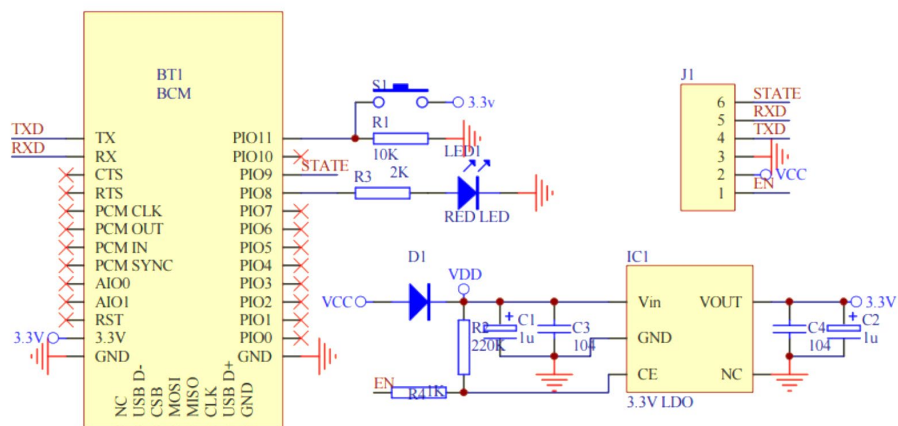 BT1
BCM
TXD
RXD
TX
RX
CTS
RTS
PCM CLK
PCM OUT
PCM IN
PCM SYNC
AIO0
AIO1
RST
3.3V
3.3V
GND
NC
USB D-
CSB
MOSI
MISO
CLK
USB D+
GND
PIO11
PIO10
PIO9
PIO8
PIO7
PIO6
PIO5
PIO4
PIO3
PIO2
PIO1
PIO0
GND
S1
3.3v
R1
10K
STATE
R3
2K
LED1
RED LED
J1
6
5
4
3
2
1
STATE
RXD
TXD
VCC
EN
D1
VCC
VDD
R2
220K
C1
+
1u
C3
104
EN
R4
1K
IC1
Vin
GND
CE
VOUT
NC
3.3V LDO
3.3V
C4
104
+
C2
1u